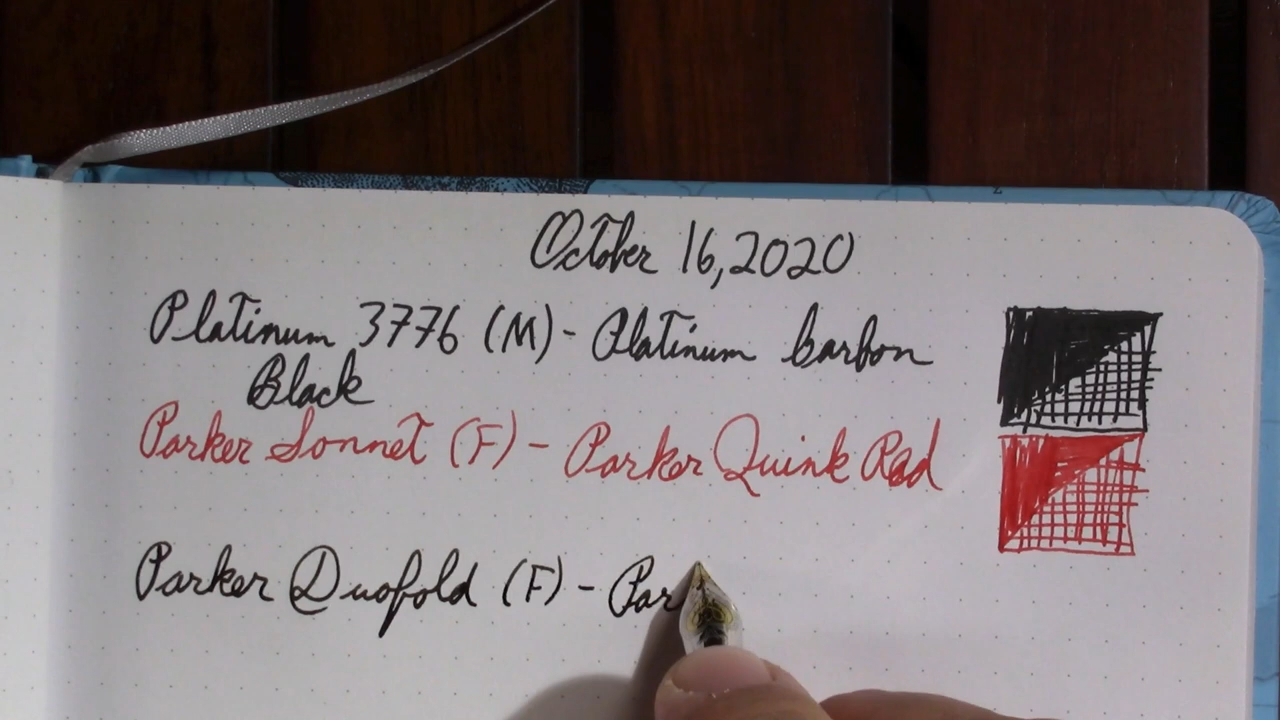 October 16, 2020
Platinum 3776 (M) - Platinum Carbon
Black
Parker Sonnet (F) - Parker Quink Red
Parker Duofold (F) - Par